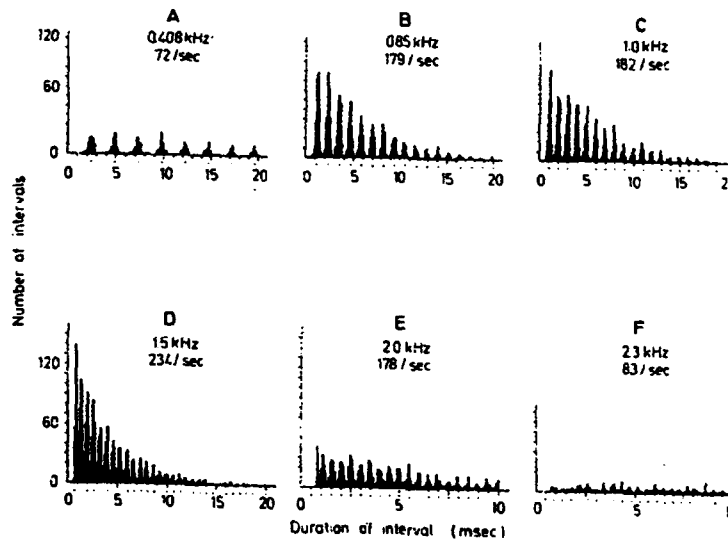 A
0.408 kHz
72/sec
B
0.85 kHz
179/sec
C
1.0 kHz
182/sec
120
60
0
0 5 10 15 20
0 5 10 15 20
0 5 10 15
Number of intervals
D
1.5 kHz
234/sec
E
2.0 kHz
178/sec
F
2.3 kHz
83/sec
120
60
0
0 5 10 15 20
0 5 10
0 5
Duration of interval (msec)